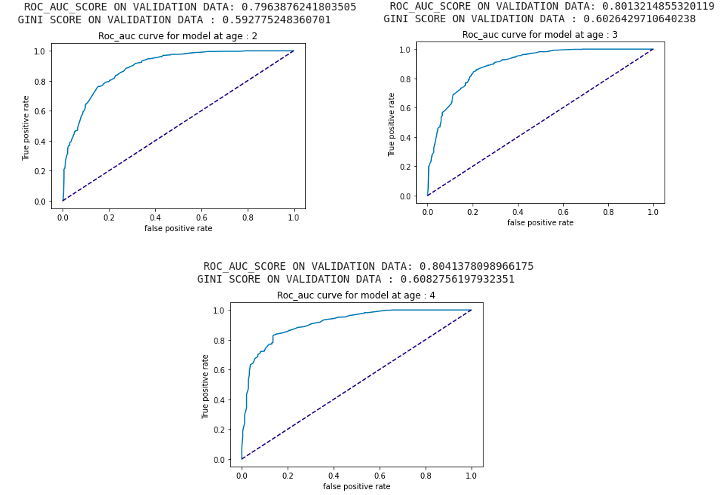 ROC_AUC_SCORE ON VALIDATION DATA: 0.7963876241803505
GINI SCORE ON VALIDATION DATA : 0.592775248360701
Roc_auc curve for model at age : 2
1.0
0.8
0.6
0.4
0.2
0.0
True positive rate
0.0 0.2 0.4 0.6 0.8 1.0
false positive rate
ROC_AUC_SCORE ON VALIDATION DATA: 0.8013214855320119
GINI SCORE ON VALIDATION DATA : 0.6026429710640238
Roc_auc curve for model at age : 3
1.0
0.8
0.6
0.4
0.2
0.0
True positive rate
0.0 0.2 0.4 0.6 0.8 1.0
false positive rate
ROC_AUC_SCORE ON VALIDATION DATA: 0.8041378098966175
GINI SCORE ON VALIDATION DATA : 0.6082756197932351
Roc_auc curve for model at age : 4
1.0
0.8
0.6
0.4
0.2
0.0
True positive rate
0.0 0.2 0.4 0.6 0.8 1.0
false positive rate